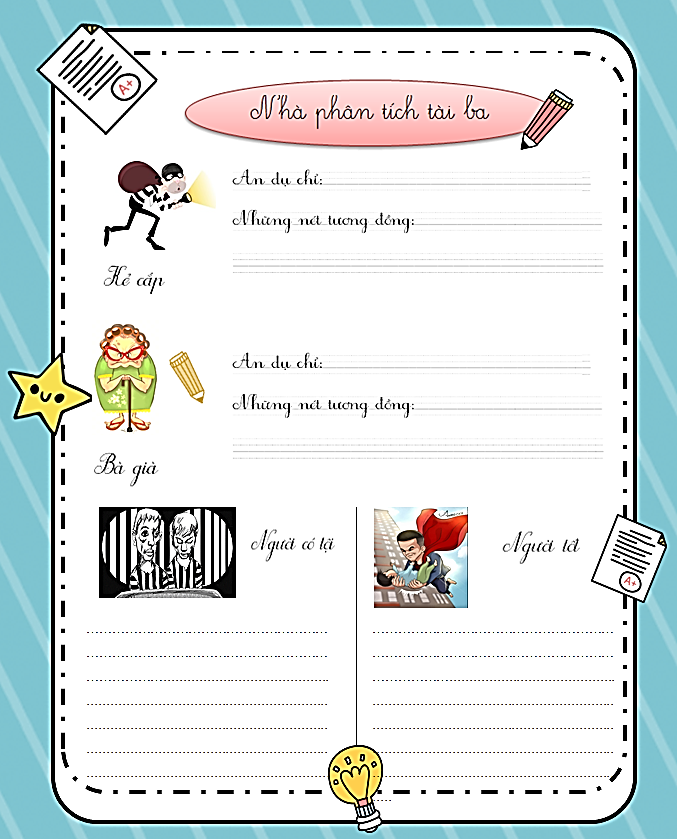 A+
Nhà phân tích tài ba
Ẩn dụ chỉ:
Những nét tương đồng:
Kẻ cắp
Ẩn dụ chỉ:
Những nét tương đồng:
Bà già
Người có tội
Người tốt
A+